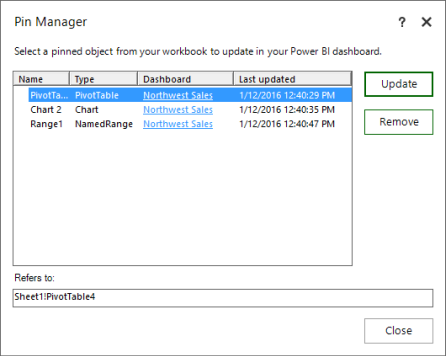 Pin Manager ? ✕
Select a pinned object from your workbook to update in your Power BI dashboard.
Name Type Dashboard Last updated
PivotTa... PivotTable Northwest Sales 1/12/2016 12:40:29 PM
Chart 2 Chart Northwest Sales 1/12/2016 12:40:35 PM
Range1 NamedRange Northwest Sales 1/12/2016 12:40:47 PM
Update
Remove
Refers to:
Sheet1!PivotTable4
Close